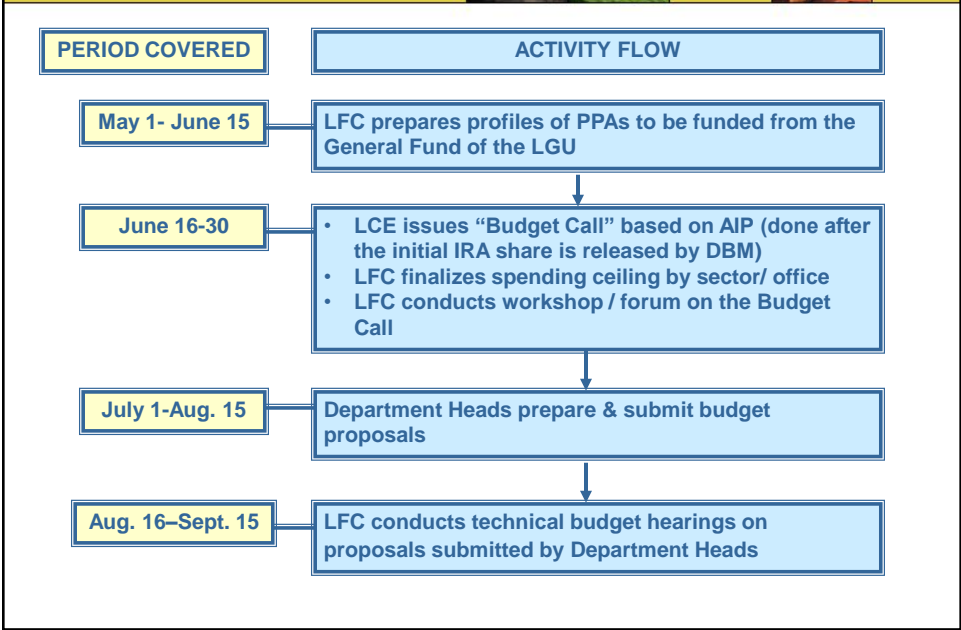 PERIOD COVERED
ACTIVITY FLOW
May 1- June 15
LFC prepares profiles of PPAs to be funded from the
General Fund of the LGU
June 16-30
• LCE issues “Budget Call” based on AIP (done after
the initial IRA share is released by DBM)
• LFC finalizes spending ceiling by sector/ office
• LFC conducts workshop / forum on the Budget
Call
July 1-Aug. 15
Department Heads prepare & submit budget
proposals
Aug. 16–Sept. 15
LFC conducts technical budget hearings on
proposals submitted by Department Heads